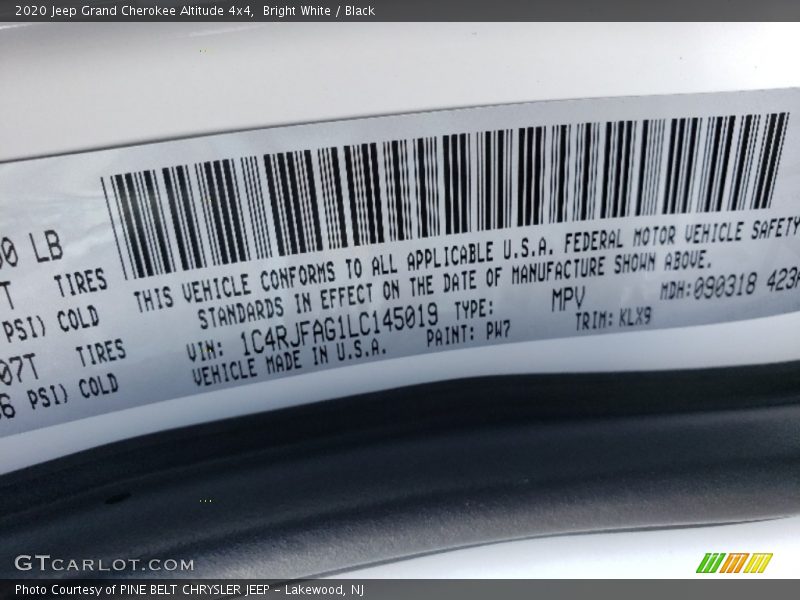 2020 Jeep Grand Cherokee Altitude 4x4, Bright White / Black
0 LB
T TIRES
PSI) COLD
07T TIRES
6 PSI) COLD
THIS VEHICLE CONFORMS TO ALL APPLICABLE U.S.A. FEDERAL MOTOR VEHICLE SAFETY
STANDARDS IN EFFECT ON THE DATE OF MANUFACTURE SHOWN ABOVE.
VIN: 1C4RJFAG1LC145019 TYPE: MPV MDH:090318 423
VEHICLE MADE IN U.S.A. PAINT: PW7 TRIM: KLX9
GTCARLOT.COM
Photo Courtesy of PINE BELT CHRYSLER JEEP - Lakewood, NJ